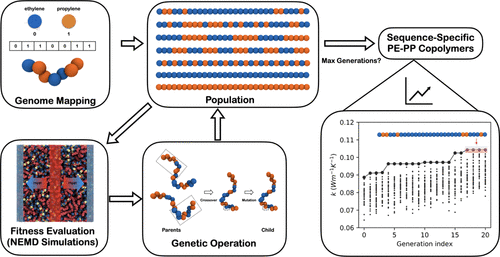 ethylene propylene
0 1
0 1 1 0 0 1 1
Genome Mapping
Population
Max Generations?
Sequence-Specific
PE-PP Copolymers
Fitness Evaluation
(NEMD Simulations)
Crossover
Mutation
Parents
Child
Genetic Operation
0.12
0.11
0.10
0.09
0.08
0.07
0.06
k (Wm⁻¹K⁻¹)
0 5 10 15 20
Generation index